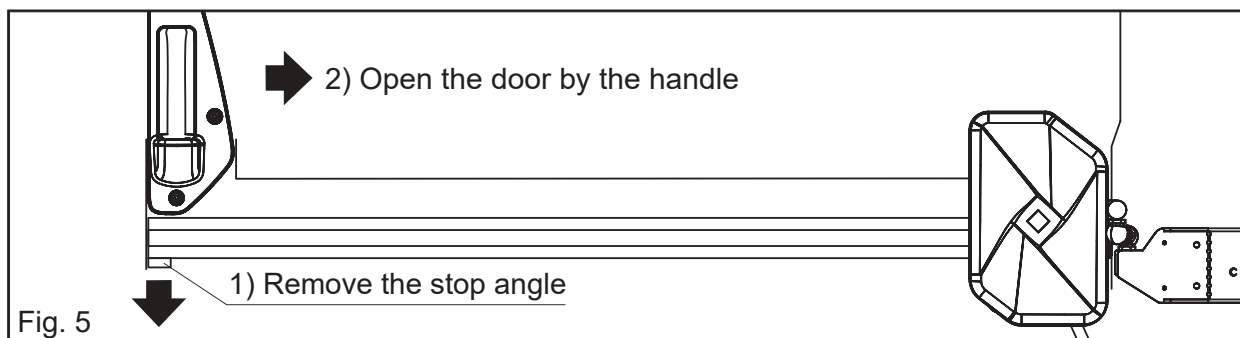 2) Open the door by the handle
1) Remove the stop angle
Fig. 5